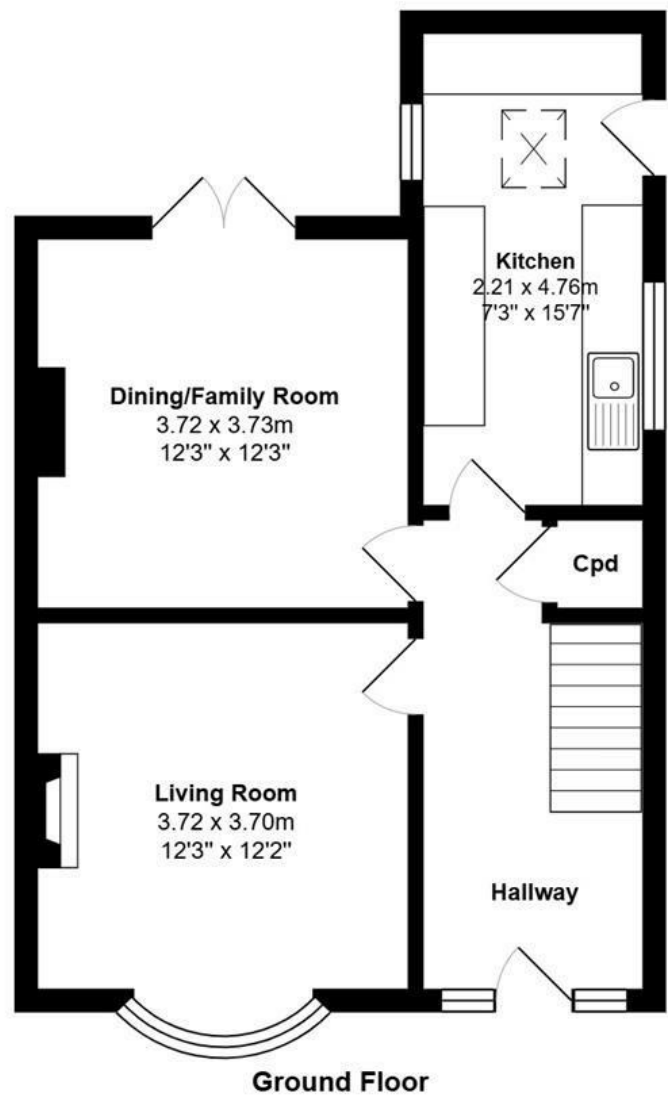 Kitchen
2.21 x 4.76m
7'3" x 15'7"
Dining/Family Room
3.72 x 3.73m
12'3" x 12'3"
Cpd
Living Room
3.72 x 3.70m
12'3" x 12'2"
Hallway
Ground Floor